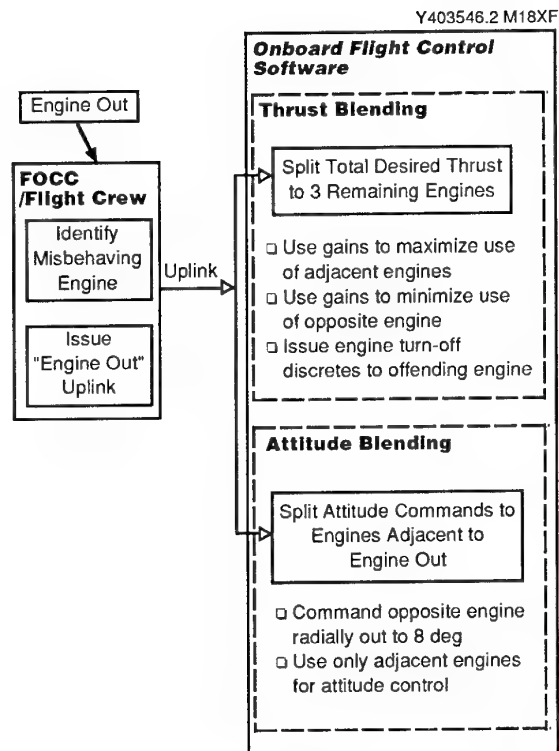 Y403546.2 M18XF
Engine Out
FOCC
/Flight Crew
Identify
Misbehaving
Engine
Issue
"Engine Out"
Uplink
Uplink
Onboard Flight Control
Software
Thrust Blending
Split Total Desired Thrust
to 3 Remaining Engines
Use gains to maximize use
of adjacent engines
Use gains to minimize use
of opposite engine
Issue engine turn-off
discretes to offending engine
Attitude Blending
Split Attitude Commands to
Engines Adjacent to
Engine Out
Command opposite engine
radially out to 8 deg
Use only adjacent engines
for attitude control